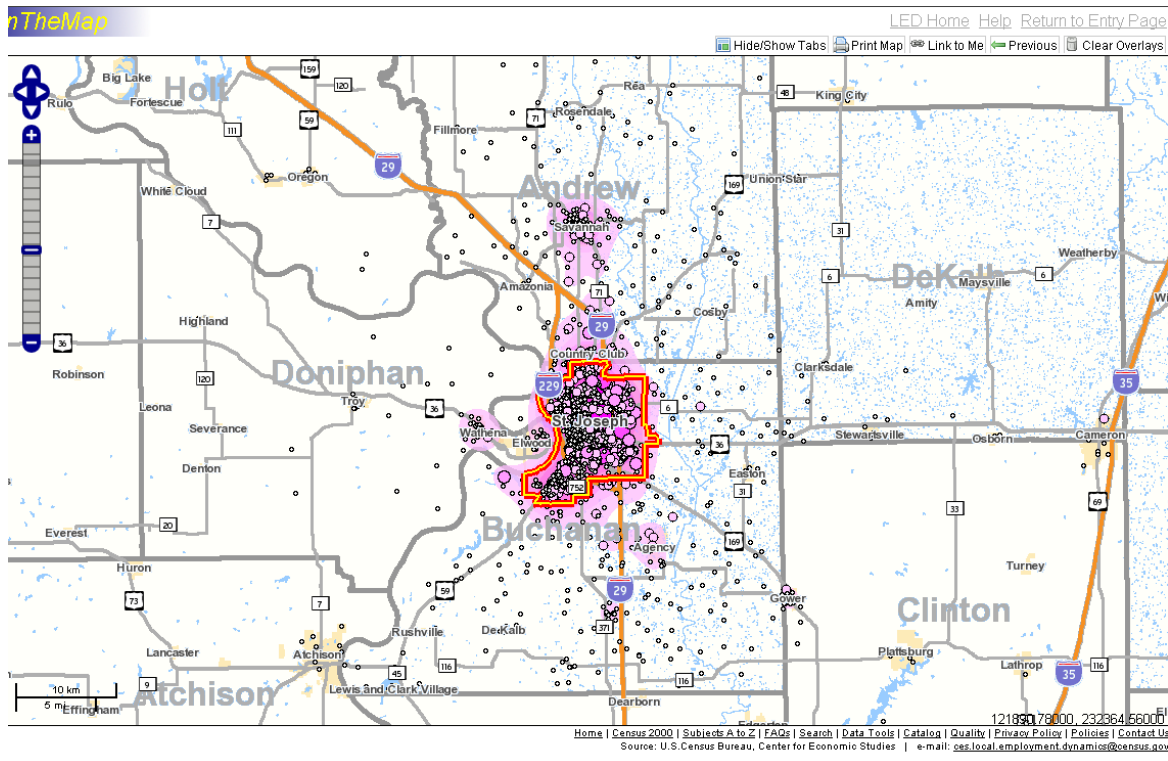 nTheMap
LED Home Help Return to Entry Page
Hide/Show Tabs Print Map Link to Me Previous Clear Overlays
Big Lake
Holt
159
120
Rulo
Fortescue
111
59
Oregon
29
White Cloud
7
Fillmore
71
Rea
Rosendale
48
King City
Andrew
Savannah
169
Union Star
31
Weatherby
6
DeKalb
Maysville
6
Amity
Amazonia
71
Cosby
29
Highland
36
Robinson
Doniphan
120
Leona
Troy
36
Severance
Denton
Country Club
229
Clarksdale
35
St. Joseph
6
Wathena
Elwood
36
Stewartsville
Osborn
Cameron
752
Easton
31
69
33
20
Everest
Buchanan
Agency
169
Huron
73
7
59
29
Turney
Gower
Clinton
371
Rushville
De Kalb
Lancaster
Atchison
116
45
116
Plattsburg
Lathrop
116
35
9
Atchison
Lewis and Clark Village
Dearborn
10 km
5 mi
Effingham
Home | Census 2000 | Subjects A to Z | FAQs | Search | Data Tools | Catalog | Quality | Privacy Policy | Policies | Contact Us
Source: U.S.Census Bureau, Center for Economic Studies | e-mail: ces.local.employment.dynamics@census.gov